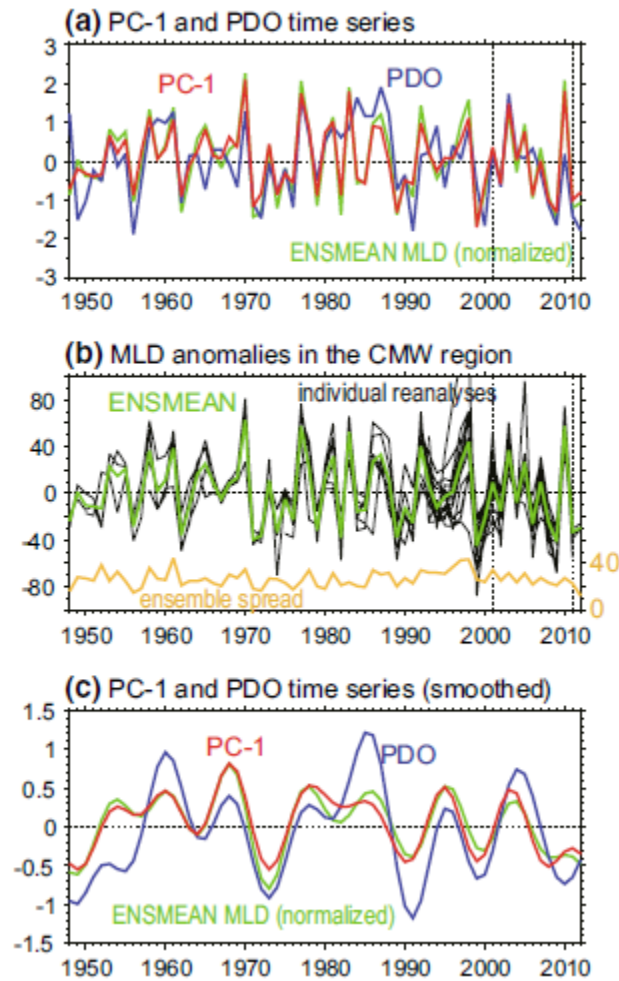 (a) PC-1 and PDO time series
3
2
1
0
-1
-2
-3
PC-1
PDO
ENSMEAN MLD (normalized)
1950 1960 1970 1980 1990 2000 2010
(b) MLD anomalies in the CMW region
80
40
0
-40
-80
ENSMEAN
individual reanalyses
ensemble spread
40
0
1950 1960 1970 1980 1990 2000 2010
(c) PC-1 and PDO time series (smoothed)
1.5
1
0.5
0
-0.5
-1
-1.5
PC-1
PDO
ENSMEAN MLD (normalized)
1950 1960 1970 1980 1990 2000 2010